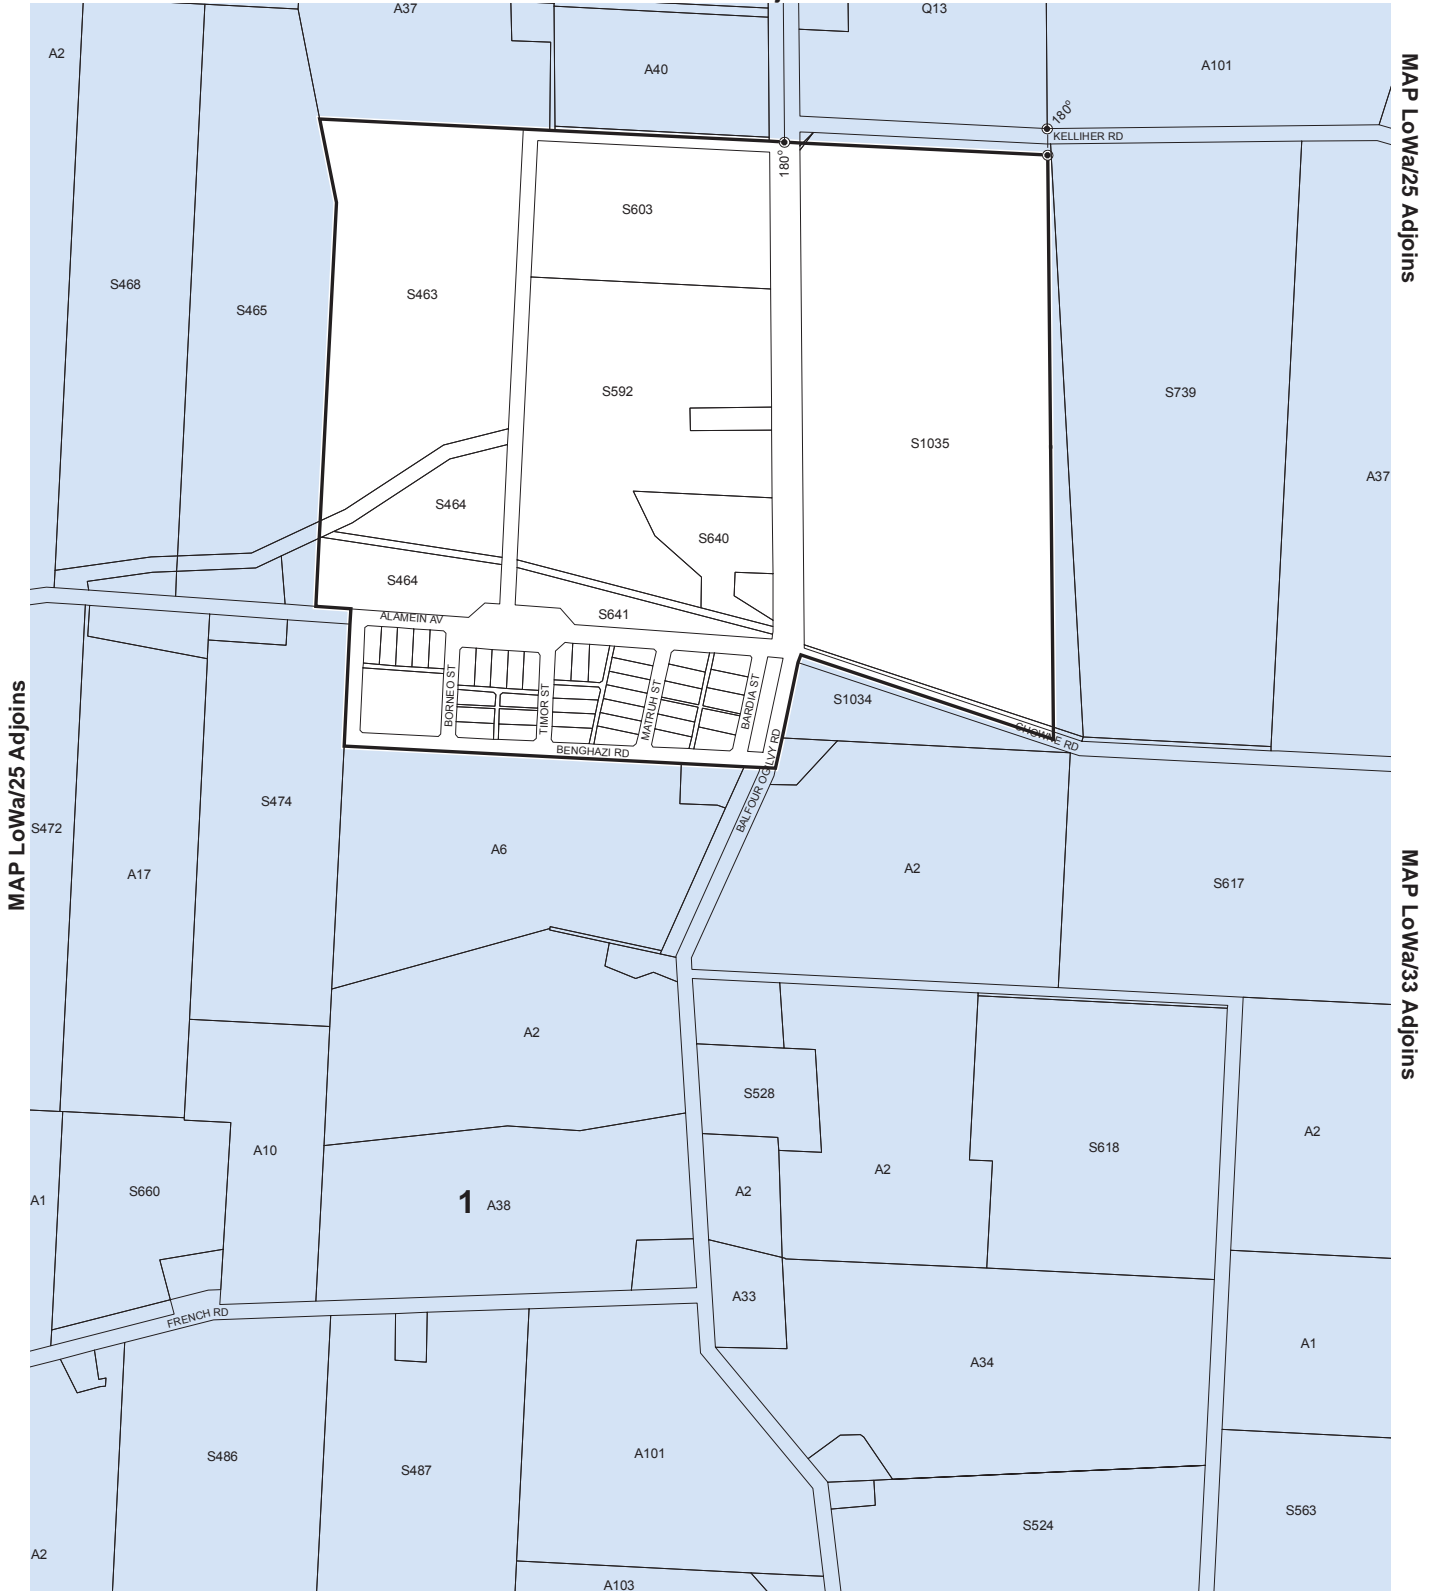 A37
Q13
A2
A40
A101
MAP LoWa/25 Adjoins
180°
KELLIHER RD
180°
S603
S468
S463
S465
S592
S739
S1035
A37
S464
S640
S464
S641
ALAMEIN AV
BORNEO ST
TIMOR ST
MATRUH ST
BARDIA ST
S1034
CHOWNE RD
BENGHAZI RD
BALFOUR OGILVY RD
MAP LoWa/25 Adjoins
S474
S472
A6
A17
A2
S617
MAP LoWa/33 Adjoins
A2
S528
A2
S618
A10
A2
A1
S660
A2
1
A38
A33
FRENCH RD
A1
A34
S486
S487
A101
S563
S524
A2
A103